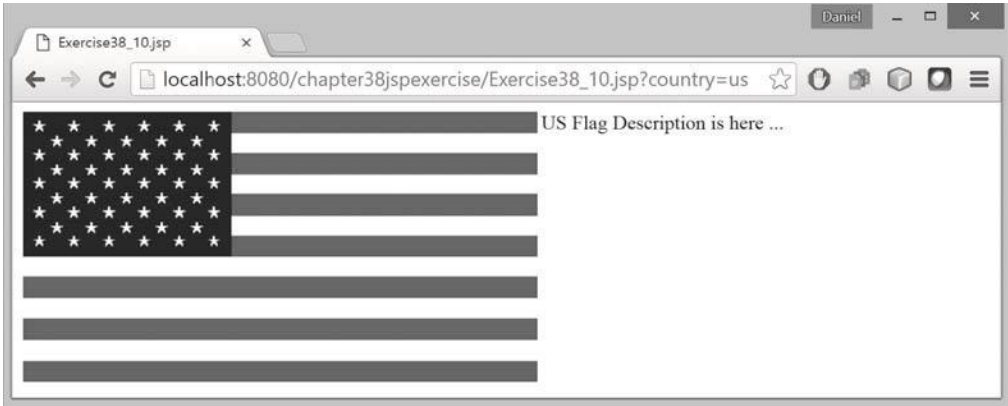 Daniel
Exercise38_10.jsp
localhost:8080/chapter38jspexercise/Exercise38_10.jsp?country=us
US Flag Description is here ...